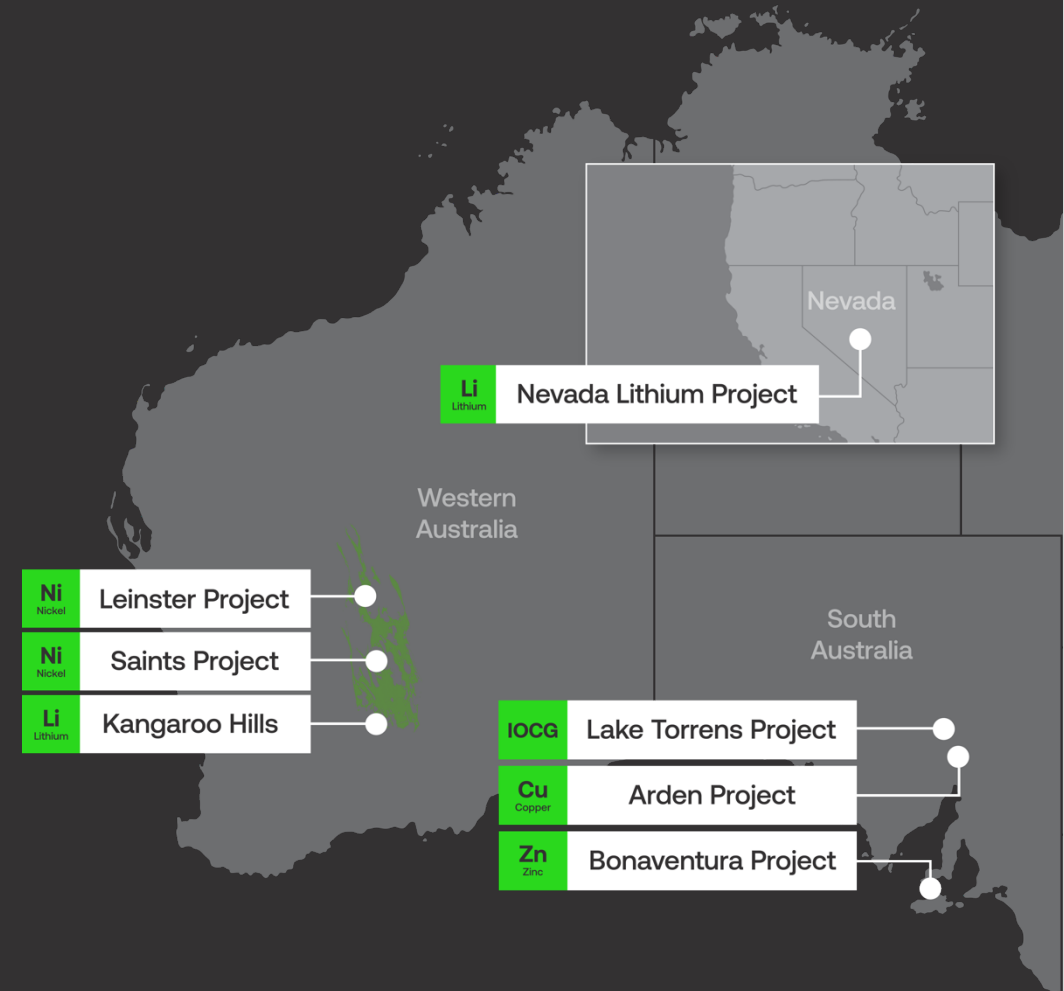 Nevada
Li
Lithium
Nevada Lithium Project
Western
Australia
Ni
Nickel
Leinster Project
Ni
Nickel
Saints Project
Li
Lithium
Kangaroo Hills
South
Australia
IOCG
Lake Torrens Project
Cu
Copper
Arden Project
Zn
Zinc
Bonaventura Project